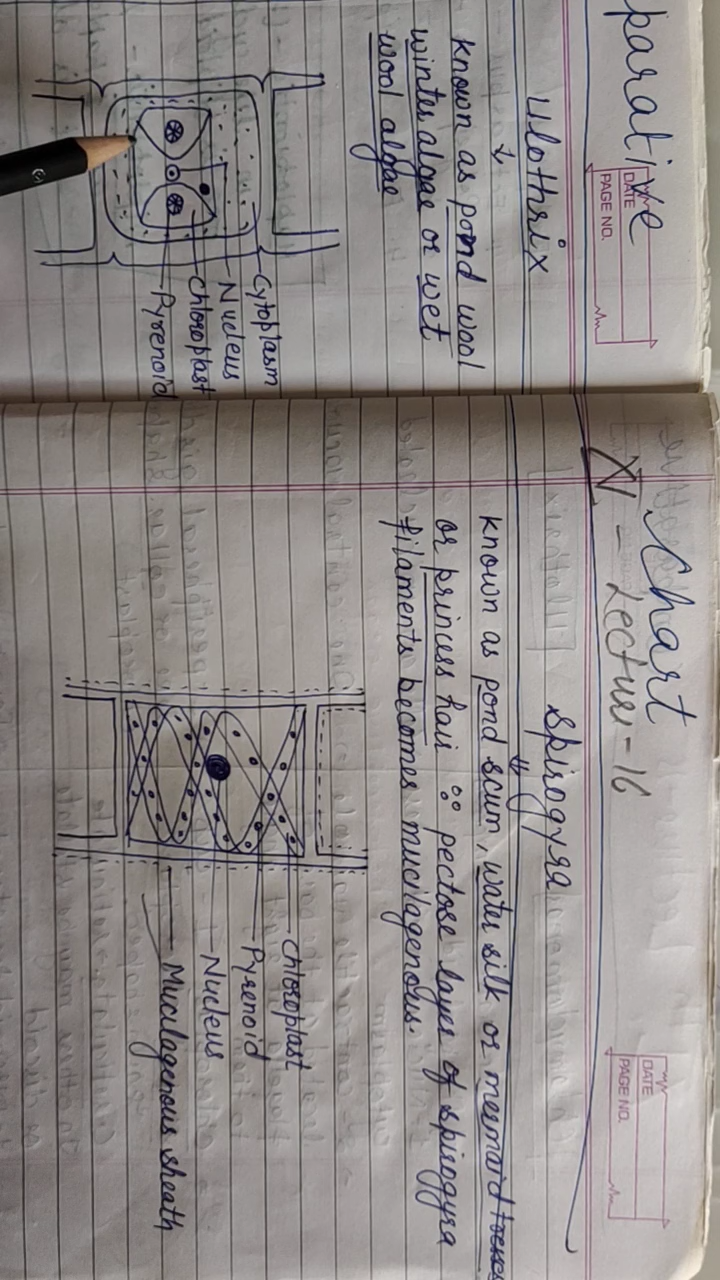 parative
DATE
PAGE NO.
Ulothrix
known as pond wool
winter algae or wet
wool algae
Cytoplasm
Nucleus
Chloroplast
Pyrenoid
Chart
XI - Lecture-16
DATE
PAGE NO.
spirogyra
known as pond scum, water silk or mermaid
or princess hair ∵ pectose layer of spirogyra
filaments becomes mucilagenous.
chloroplast
Pyrenoid
Nucleus
Mucilagenous sheath